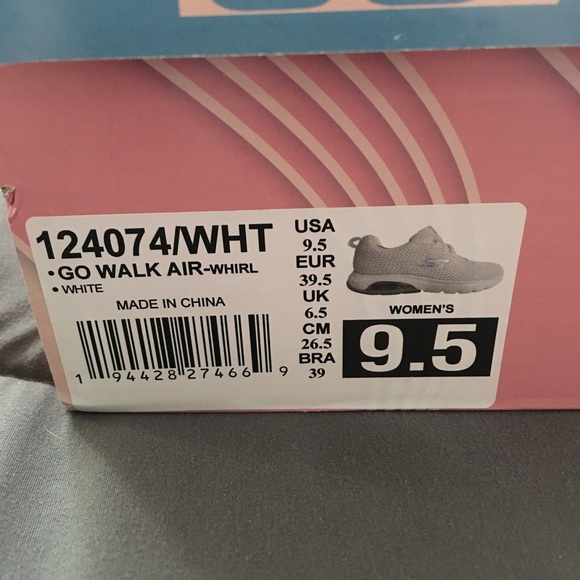 124074/WHT
• GO WALK AIR-WHIRL
• WHITE
MADE IN CHINA
1 94428 27466 9
USA
9.5
EUR
39.5
UK
6.5
CM
26.5
BRA
39
WOMEN'S
9.5